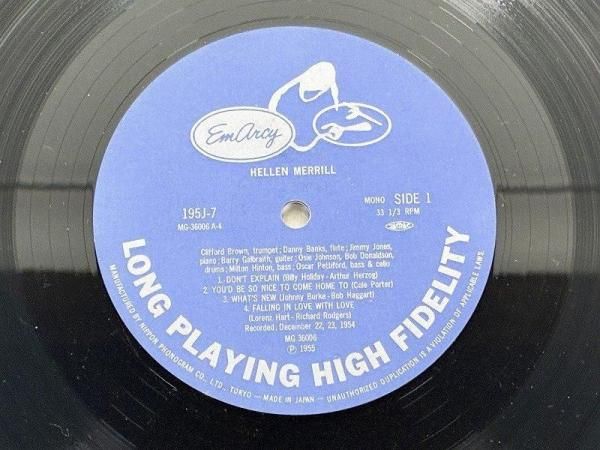 EmArcy
HELLEN MERRILL
195J-7
MG-36006 A-4
MONO SIDE 1
33 1/3 RPM
Clifford Brown, trumpet; Danny Banks, flute; Jimmy Jones,
piano; Barry Galbraith, guiter; Osie Johnson, Bob Donaldson,
drums; Milton Hinton, bass; Oscar Pettiford, bass & cello
1. DON'T EXPLAIN (Billy Holiday-Arthur Herzog)
2. YOU'D BE SO NICE TO COME HOME TO (Cole Porter)
3. WHAT'S NEW (Johnny Burke-Bob Haggart)
4. FALLING IN LOVE WITH LOVE
(Lorenz Hart-Richard Rodgers)
Recorded: December 22, 23, 1954
MG 36006
Ⓟ 1955
LONG PLAYING HIGH FIDELITY
MANUFACTURED BY NIPPON PHONOGRAM CO., LTD., TOKYO — MADE IN JAPAN — UNAUTHORIZED DUPLICATION IS A VIOLATION OF APPLICABLE LAWS